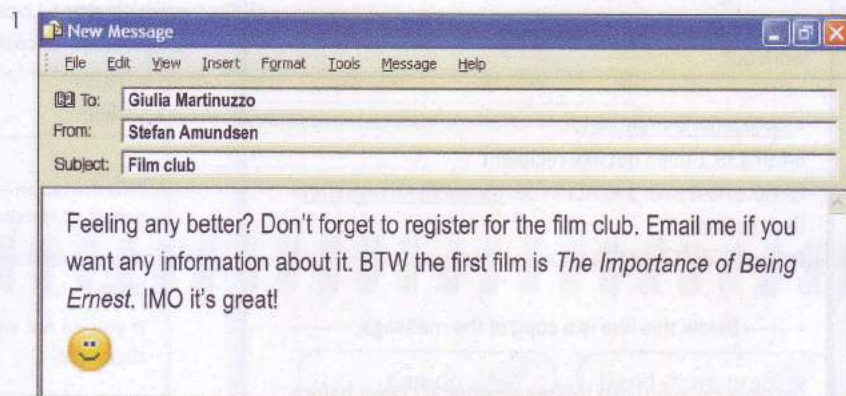 1
New Message
File Edit View Insert Format Tools Message Help
To: Giulia Martinuzzo
From: Stefan Amundsen
Subject: Film club
Feeling any better? Don't forget to register for the film club. Email me if you
want any information about it. BTW the first film is The Importance of Being
Ernest. IMO it's great!